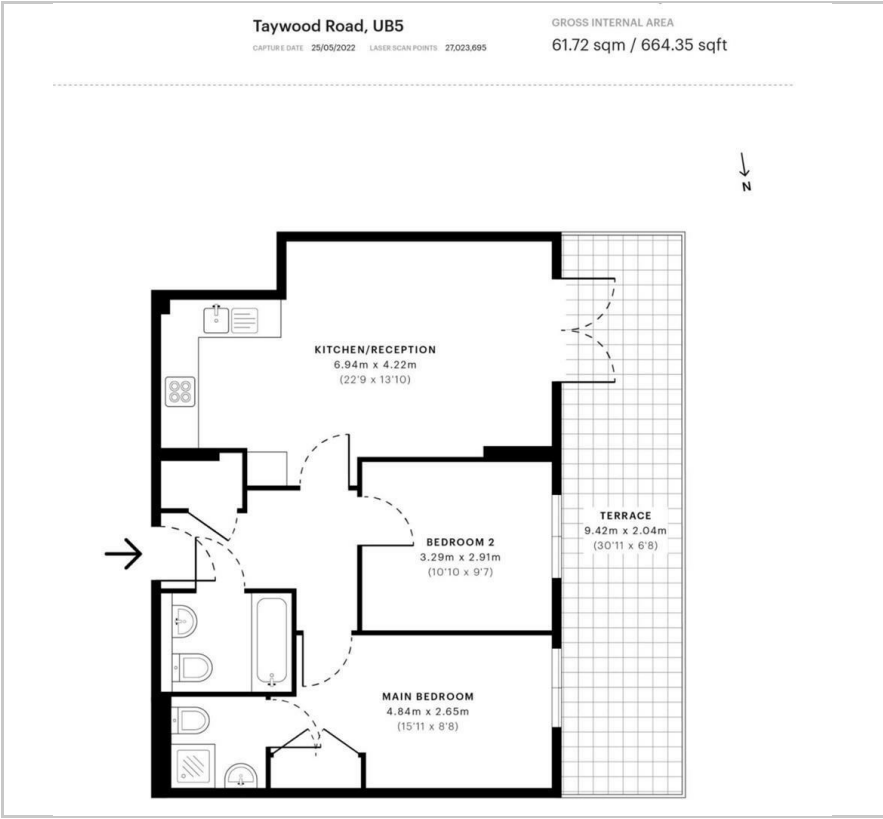 Taywood Road, UB5
CAPTURE DATE 25/05/2022 LASER SCAN POINTS 27,023,695
GROSS INTERNAL AREA
61.72 sqm / 664.35 sqft
N
KITCHEN/RECEPTION
6.94m x 4.22m
(22'9 x 13'10)
BEDROOM 2
3.29m x 2.91m
(10'10 x 9'7)
TERRACE
9.42m x 2.04m
(30'11 x 6'8)
MAIN BEDROOM
4.84m x 2.65m
(15'11 x 8'8)